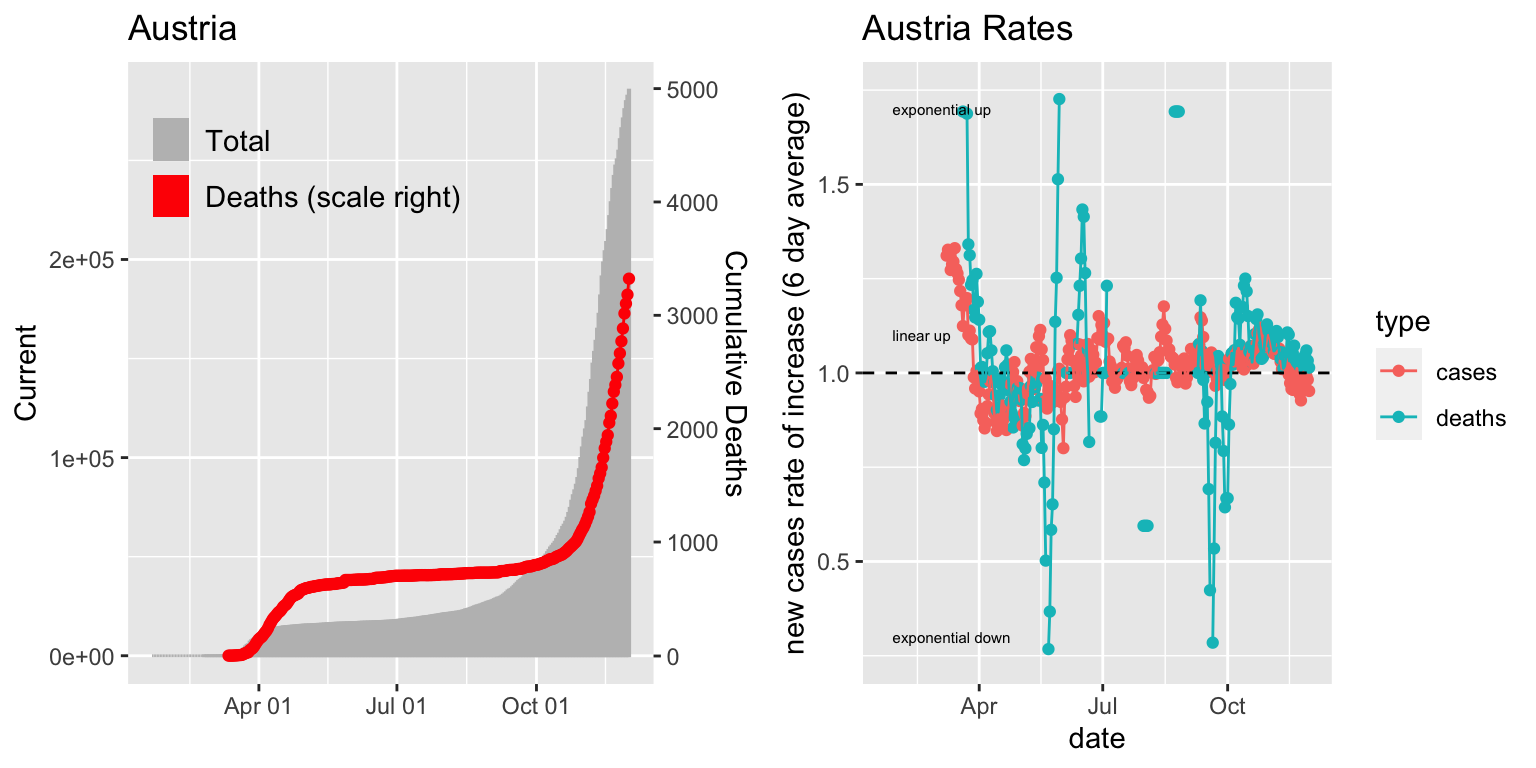 Austria
Total
Deaths (scale right)
Current
2e+05
1e+05
0e+00
Apr 01
Jul 01
Oct 01
5000
4000
3000
2000
1000
0
Cumulative Deaths
Austria Rates
new cases rate of increase (6 day average)
1.5
1.0
0.5
exponential up
linear up
exponential down
Apr
Jul
Oct
date
type
cases
deaths